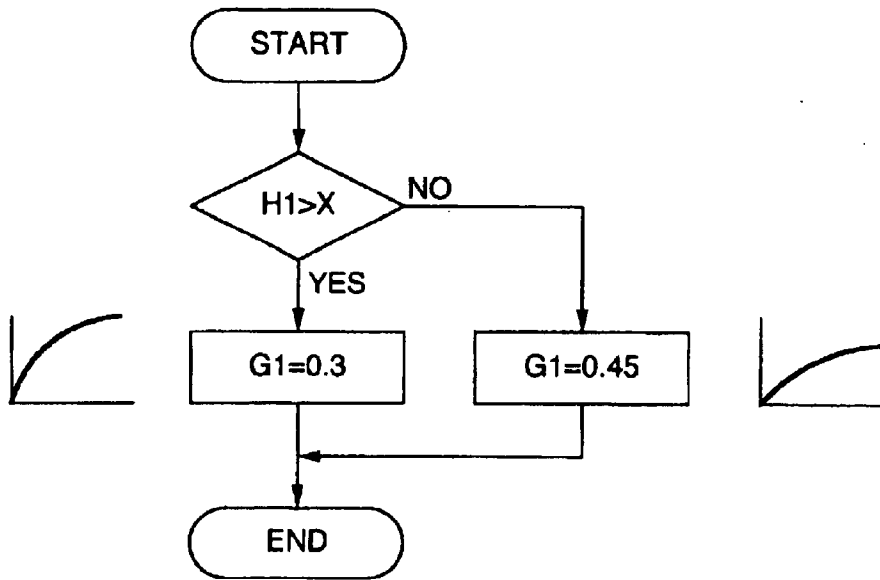 START
H1>X
NO
YES
G1=0.3
G1=0.45
END